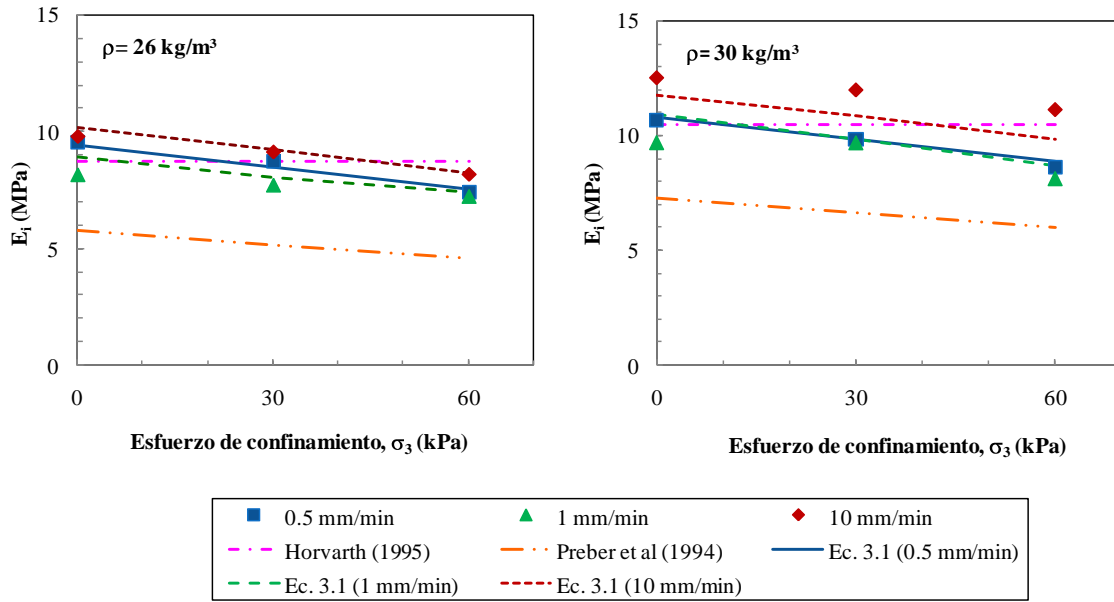 ρ= 26 kg/m³
15
10
5
0
Eᵢ (MPa)
0 30 60
Esfuerzo de confinamiento, σ₃ (kPa)
ρ= 30 kg/m³
15
10
5
0
Eᵢ (MPa)
0 30 60
Esfuerzo de confinamiento, σ₃ (kPa)
0.5 mm/min 1 mm/min 10 mm/min
Horvarth (1995) Preber et al (1994) Ec. 3.1 (0.5 mm/min)
Ec. 3.1 (1 mm/min) Ec. 3.1 (10 mm/min)